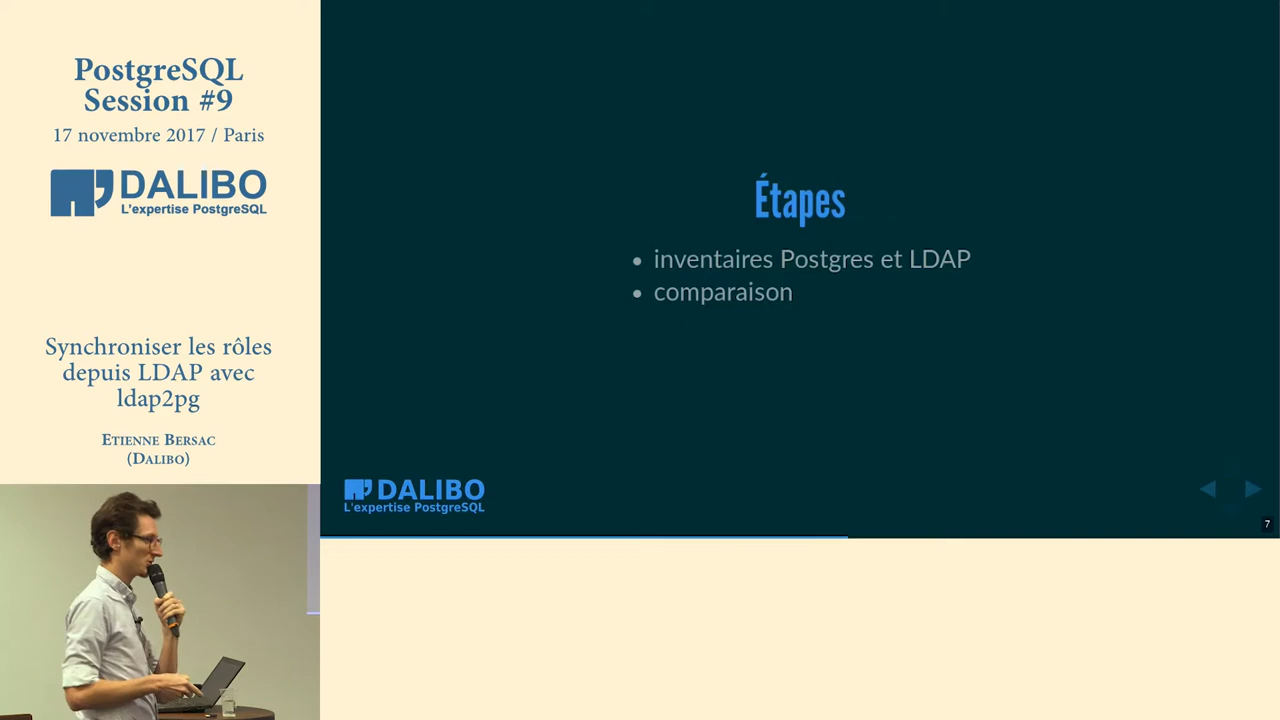 PostgreSQL
Session #9
17 novembre 2017 / Paris
DALIBO
L'expertise PostgreSQL
Synchroniser les rôles
depuis LDAP avec
ldap2pg
Etienne Bersac
(Dalibo)
Étapes
• inventaires Postgres et LDAP
• comparaison
DALIBO
L'expertise PostgreSQL
7